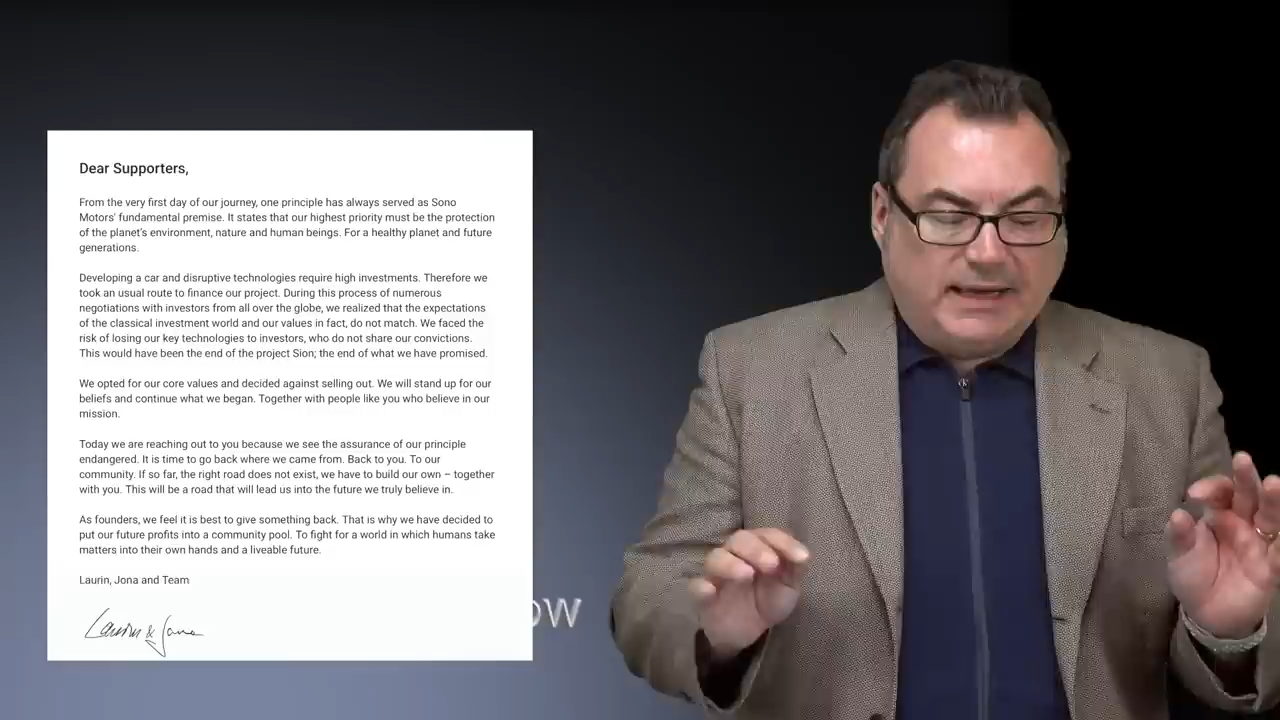 Dear Supporters,
From the very first day of our journey, one principle has always served as Sono
Motors' fundamental premise. It states that our highest priority must be the protection
of the planet's environment, nature and human beings. For a healthy planet and future
generations.
Developing a car and disruptive technologies require high investments. Therefore we
took an usual route to finance our project. During this process of numerous
negotiations with investors from all over the globe, we realized that the expectations
of the classical investment world and our values in fact, do not match. We faced the
risk of losing our key technologies to investors, who do not share our convictions.
This would have been the end of the project Sion; the end of what we have promised.
We opted for our core values and decided against selling out. We will stand up for our
beliefs and continue what we began. Together with people like you who believe in our
mission.
Today we are reaching out to you because we see the assurance of our principle
endangered. It is time to go back where we came from. Back to you. To our
community. If so far, the right road does not exist, we have to build our own – together
with you. This will be a road that will lead us into the future we truly believe in.
As founders, we feel it is best to give something back. That is why we have decided to
put our future profits into a community pool. To fight for a world in which humans take
matters into their own hands and a liveable future.
Laurin, Jona and Team
Laurin & Jona
ow